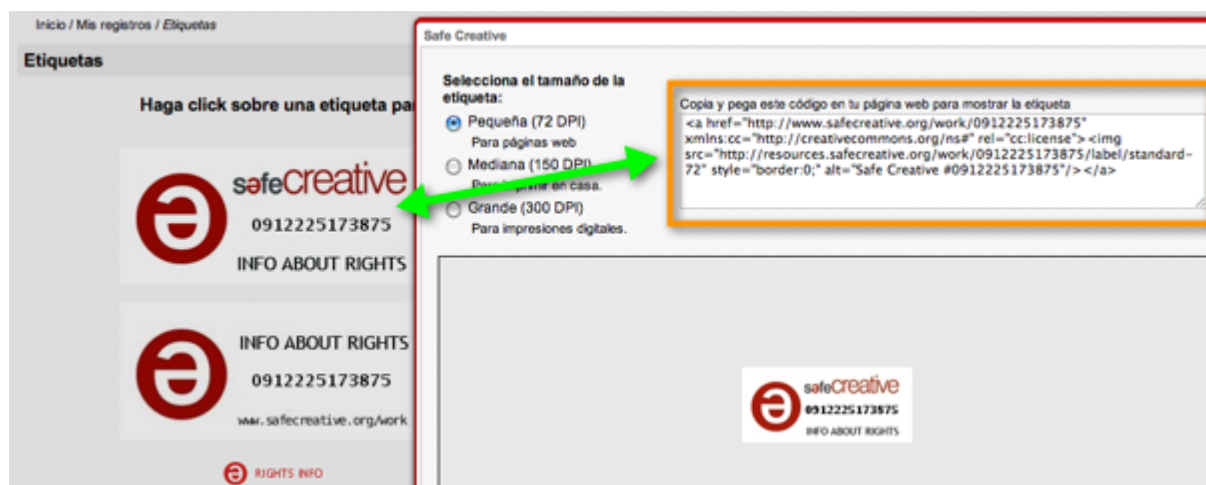 Inicio / Mis registros / Etiquetas
Etiquetas
Haga click sobre una etiqueta pa
safecreative
0912225173875
INFO ABOUT RIGHTS
INFO ABOUT RIGHTS
0912225173875
www.safecreative.org/work
RIGHTS INFO
Safe Creative
Selecciona el tamaño de la
etiqueta:
Pequeña (72 DPI)
Para páginas web
Mediana (150 DPI)
Para imprimir en casa.
Grande (300 DPI)
Para impresiones digitales.
Copia y pega este código en tu página web para mostrar la etiqueta
<a href="http://www.safecreative.org/work/0912225173875"
xmlns:cc="http://creativecommons.org/ns#" rel="cc:license"><img
src="http://resources.safecreative.org/work/0912225173875/label/standard-
72" style="border:0;" alt="Safe Creative #0912225173875"/></a>
safecreative
0912225173875
INFO ABOUT RIGHTS